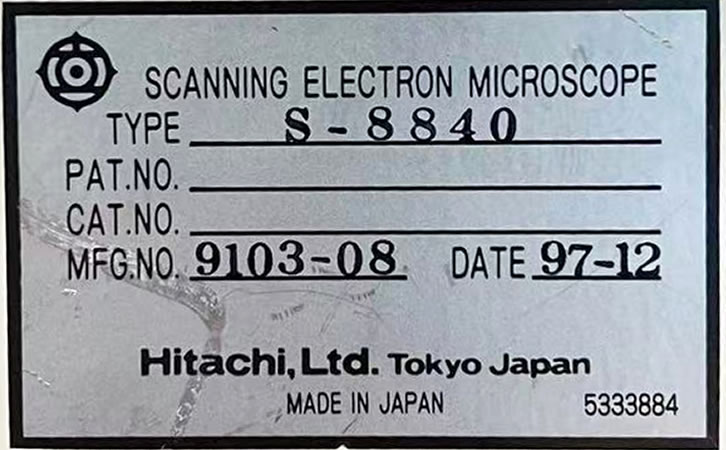 SCANNING ELECTRON MICROSCOPE
TYPE S-8840
PAT.NO.
CAT.NO.
MFG.NO. 9103-08 DATE 97-12
Hitachi, Ltd. Tokyo Japan
MADE IN JAPAN 5333884